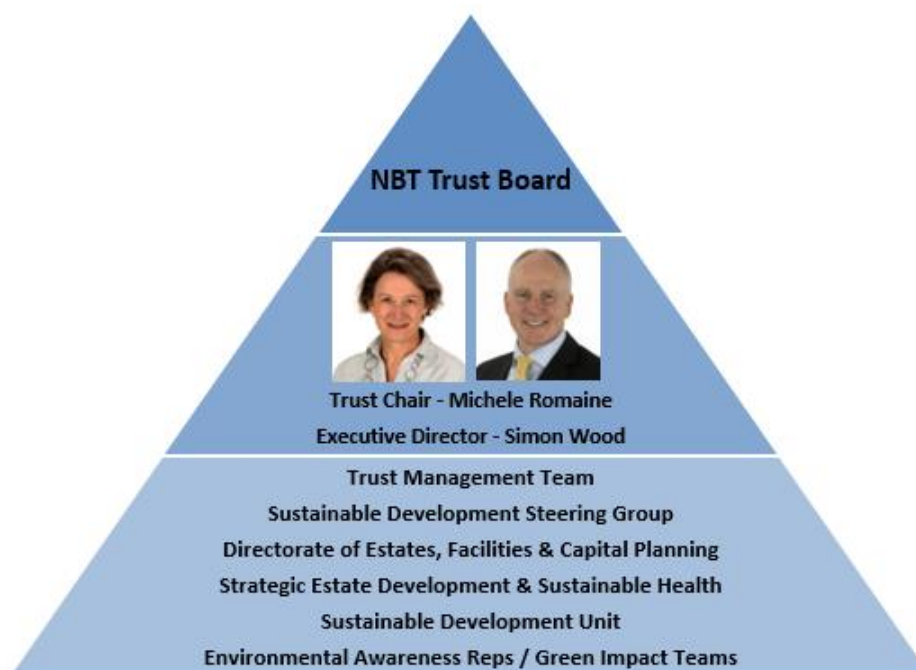 NBT Trust Board
Trust Chair - Michele Romaine
Executive Director - Simon Wood
Trust Management Team
Sustainable Development Steering Group
Directorate of Estates, Facilities & Capital Planning
Strategic Estate Development & Sustainable Health
Sustainable Development Unit
Environmental Awareness Reps / Green Impact Teams